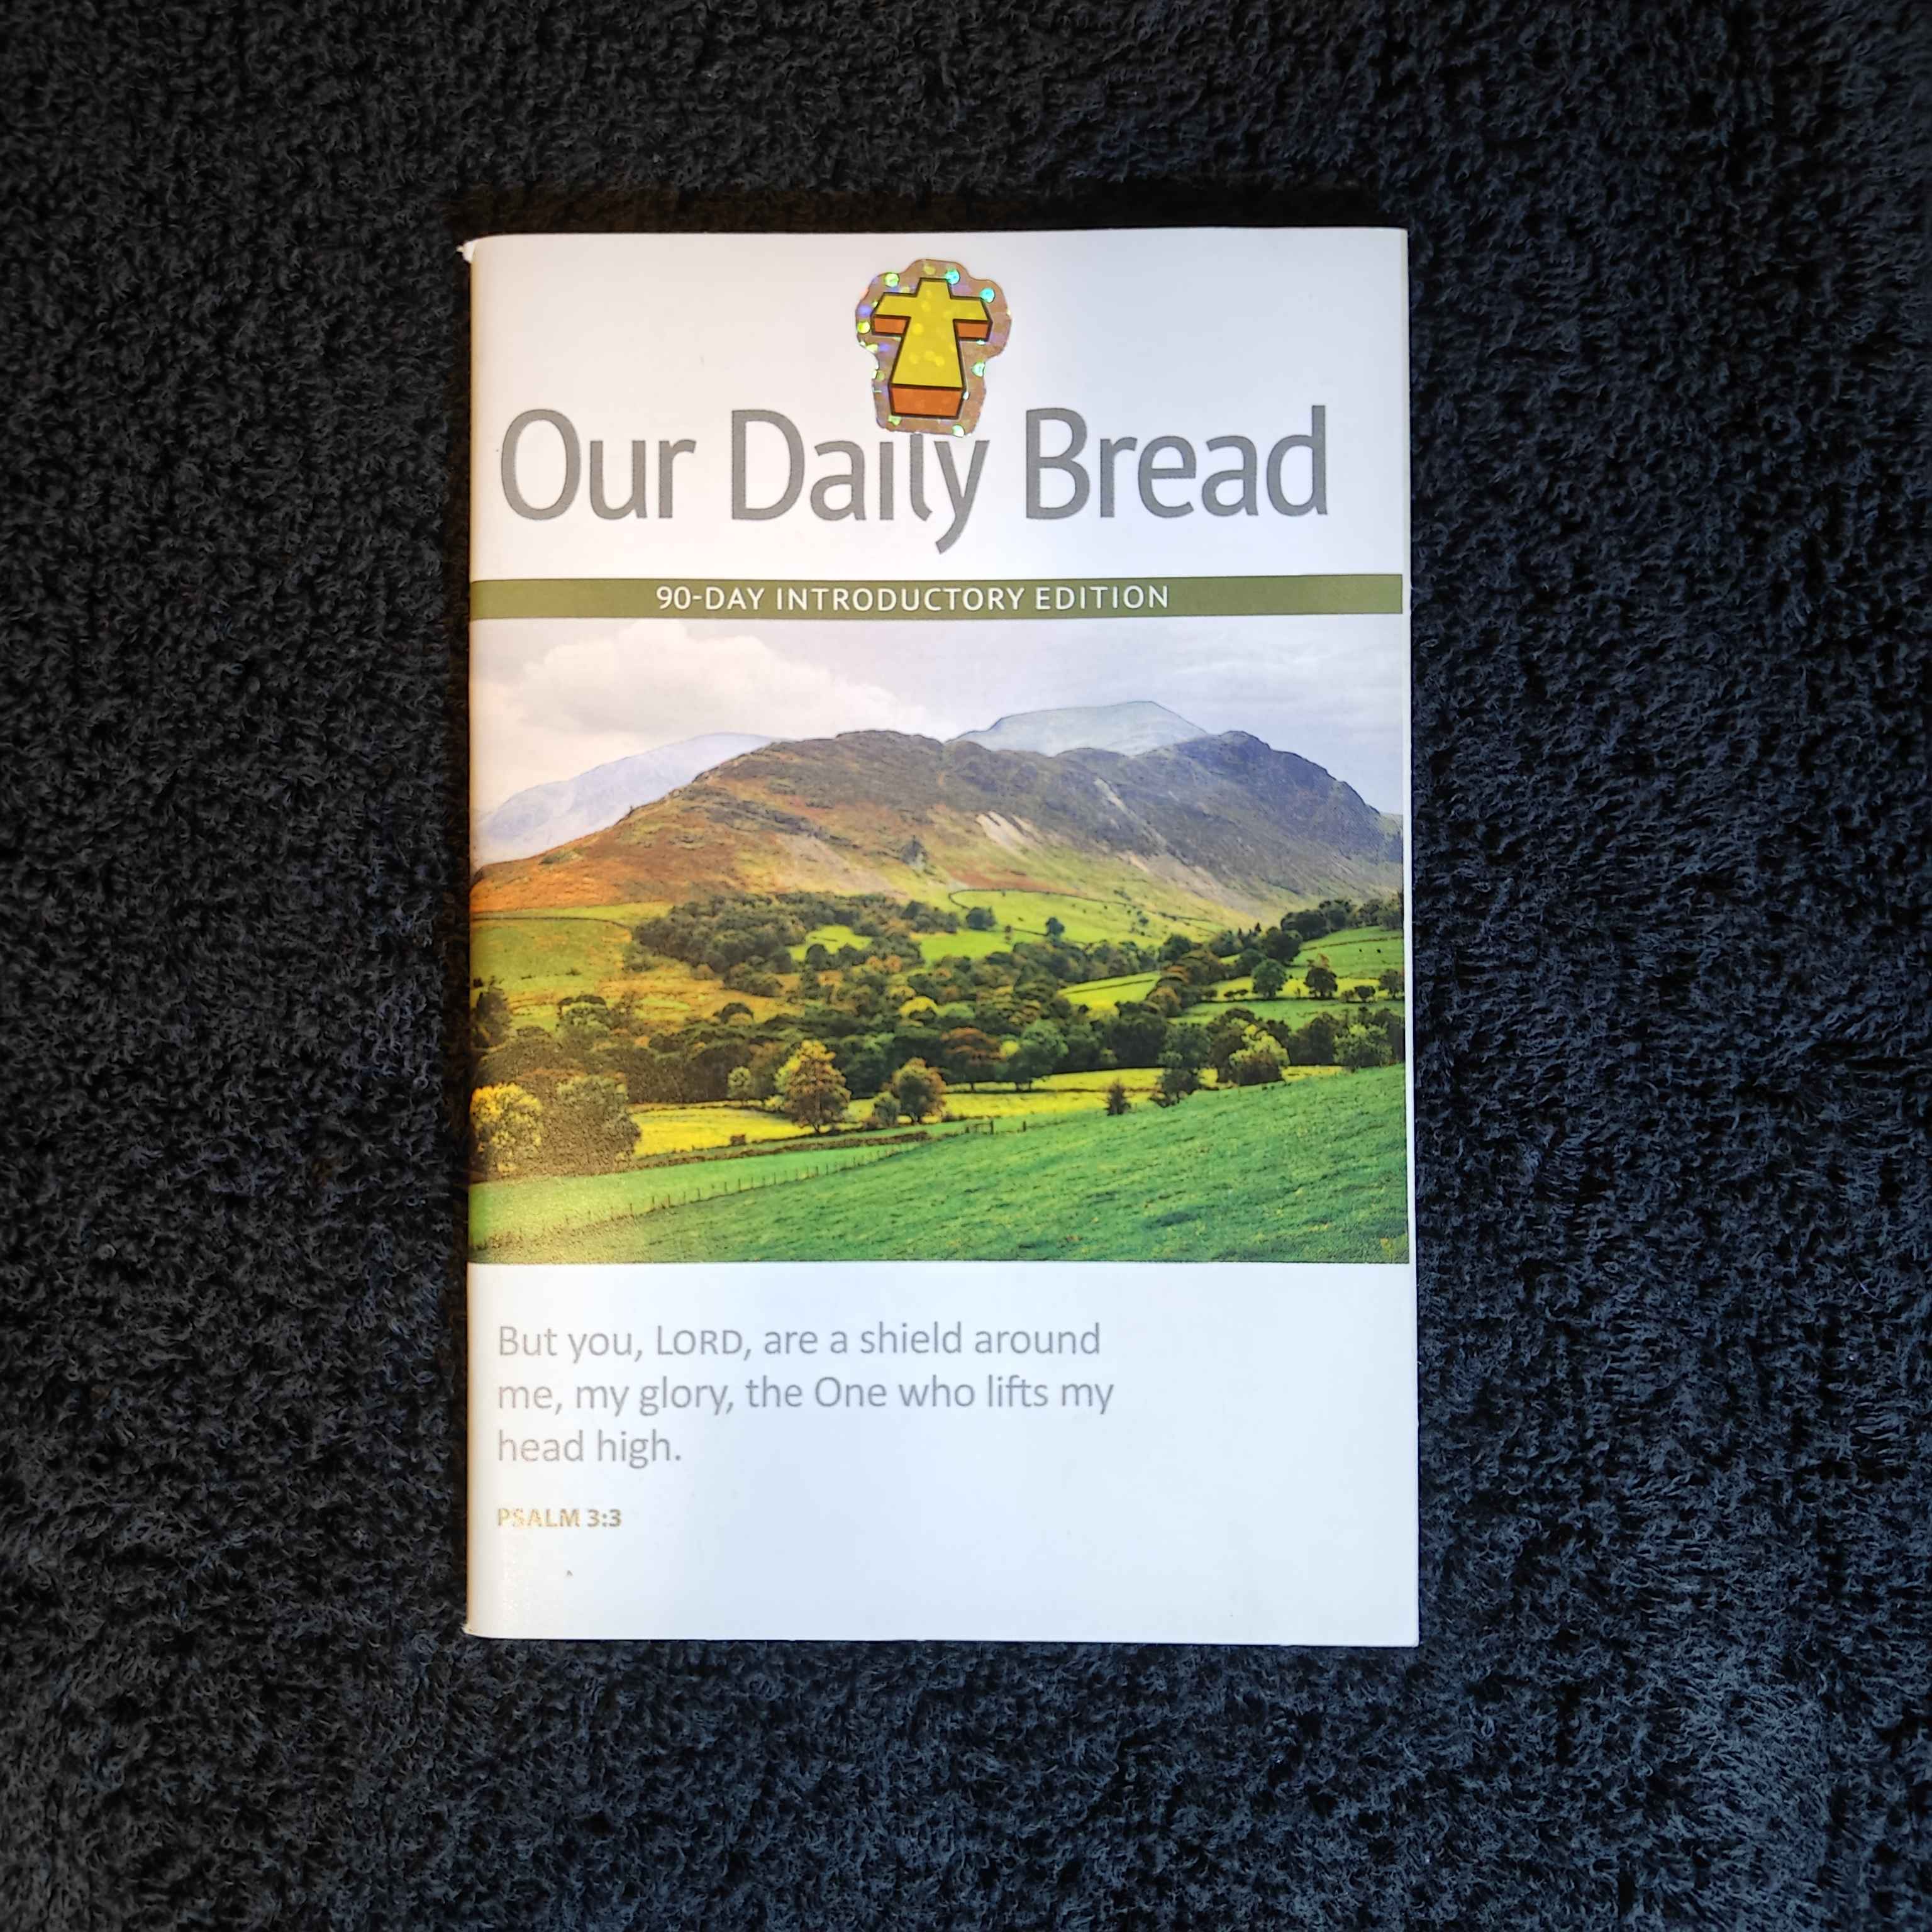 Our Daily Bread
90-DAY INTRODUCTORY EDITION
But you, LORD, are a shield around
me, my glory, the One who lifts my
head high.
PSALM 3:3